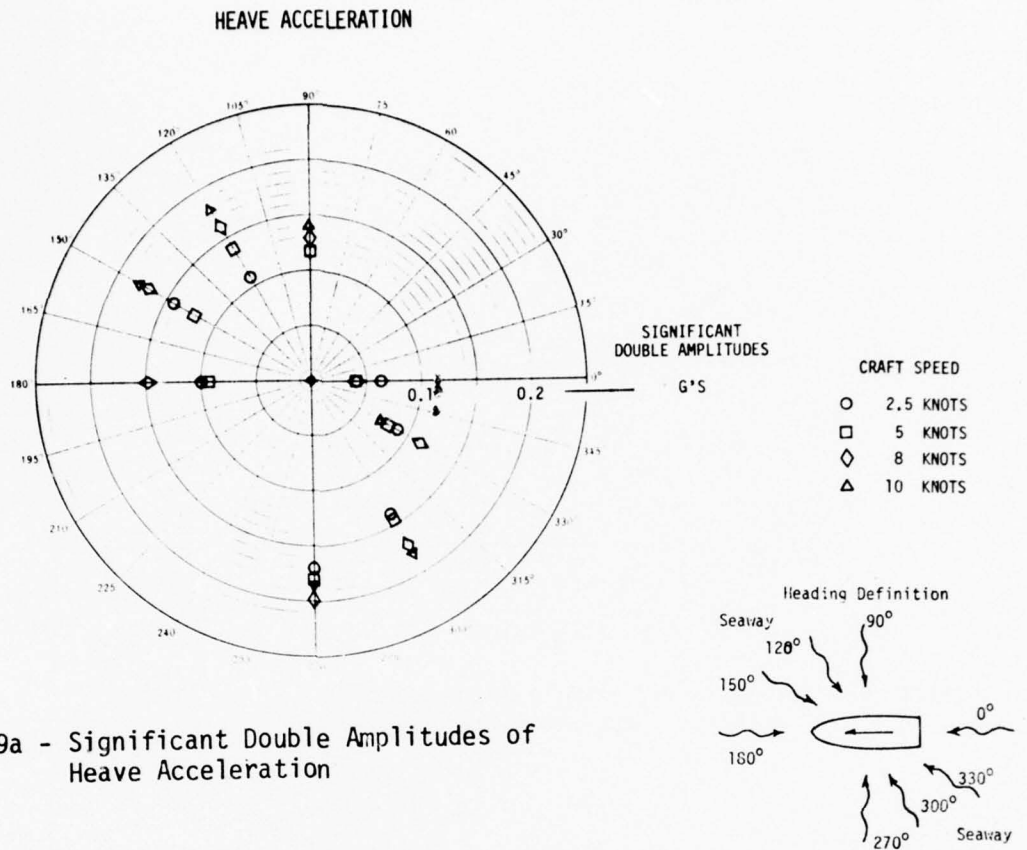 HEAVE ACCELERATION
90°
105°
75
120
60
135
45°
150
30°
165
15°
180
0°
195
345
210
330
225
315°
240
SIGNIFICANT
DOUBLE AMPLITUDES
0.1
0.2
G'S
CRAFT SPEED
2.5 KNOTS
5 KNOTS
8 KNOTS
10 KNOTS
Heading Definition
Seaway
90°
120°
150°
0°
180°
330°
300°
270°
Seaway
9a - Significant Double Amplitudes of
Heave Acceleration